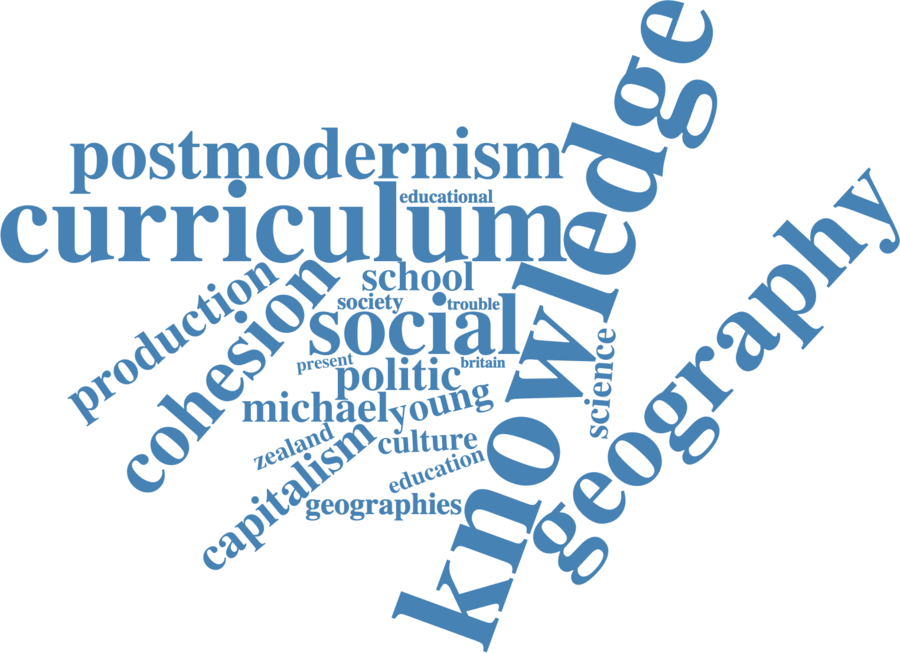 knowledge
postmodernism
geography
curriculum
educational
school
production
cohesion
society
trouble
social
science
present
britain
politic
michael
young
zealand
culture
capitalism
education
geographies